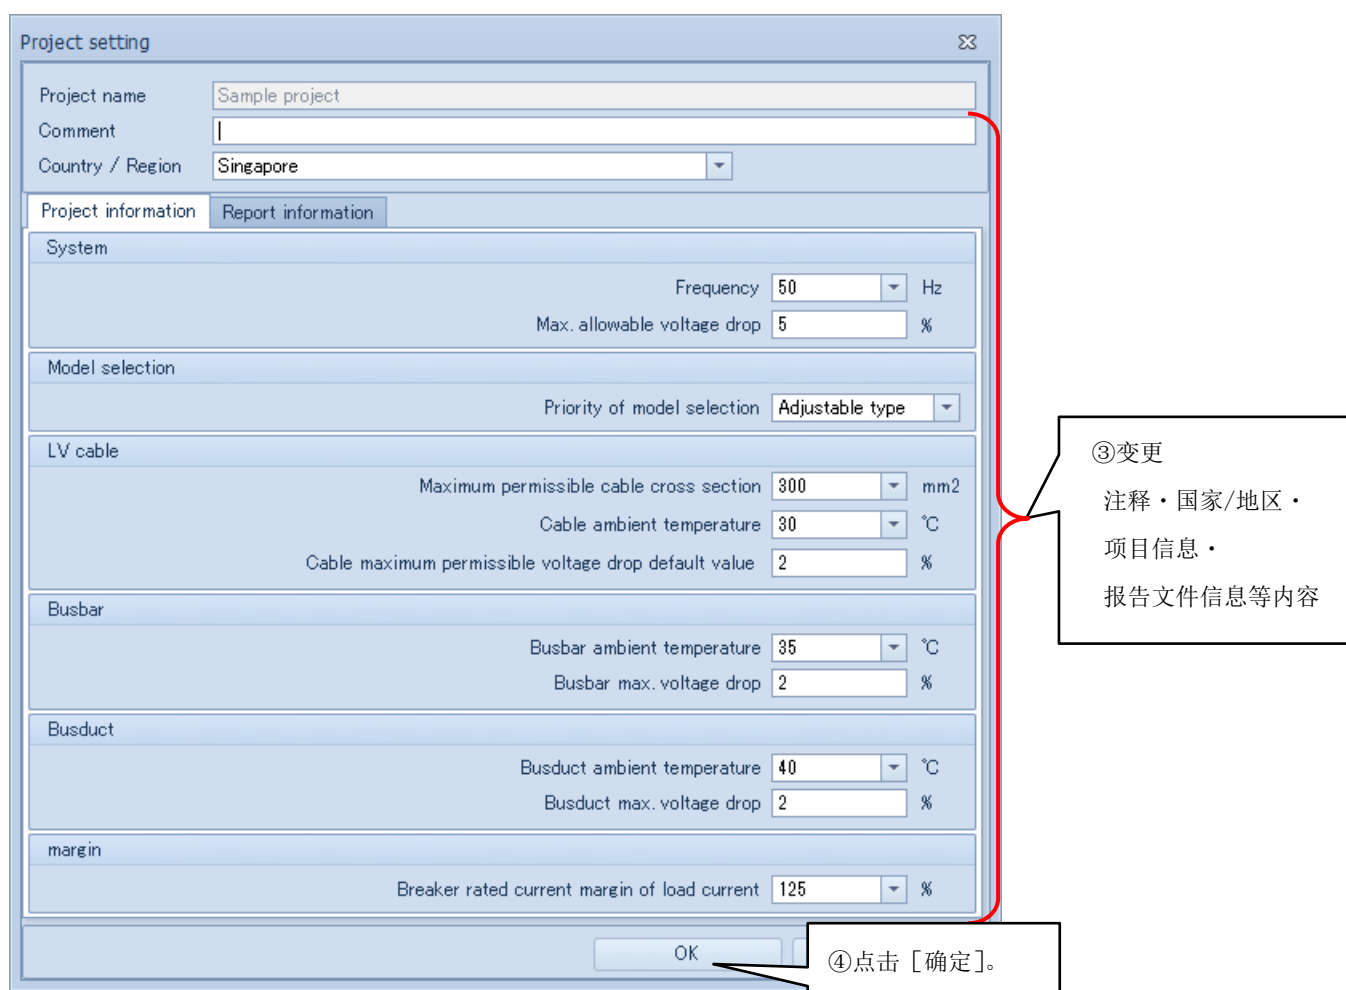 Project setting
Project name Sample project
Comment
Country / Region Singapore
Project information Report information
System
Frequency 50 Hz
Max. allowable voltage drop 5 %
Model selection
Priority of model selection Adjustable type
LV cable
Maximum permissible cable cross section 300 mm2
Cable ambient temperature 30 ℃
Cable maximum permissible voltage drop default value 2 %
Busbar
Busbar ambient temperature 35 ℃
Busbar max. voltage drop 2 %
Busduct
Busduct ambient temperature 40 ℃
Busduct max. voltage drop 2 %
margin
Breaker rated current margin of load current 125 %
OK
③变更
注释・国家/地区・
项目信息・
报告文件信息等内容
④点击［确定］。